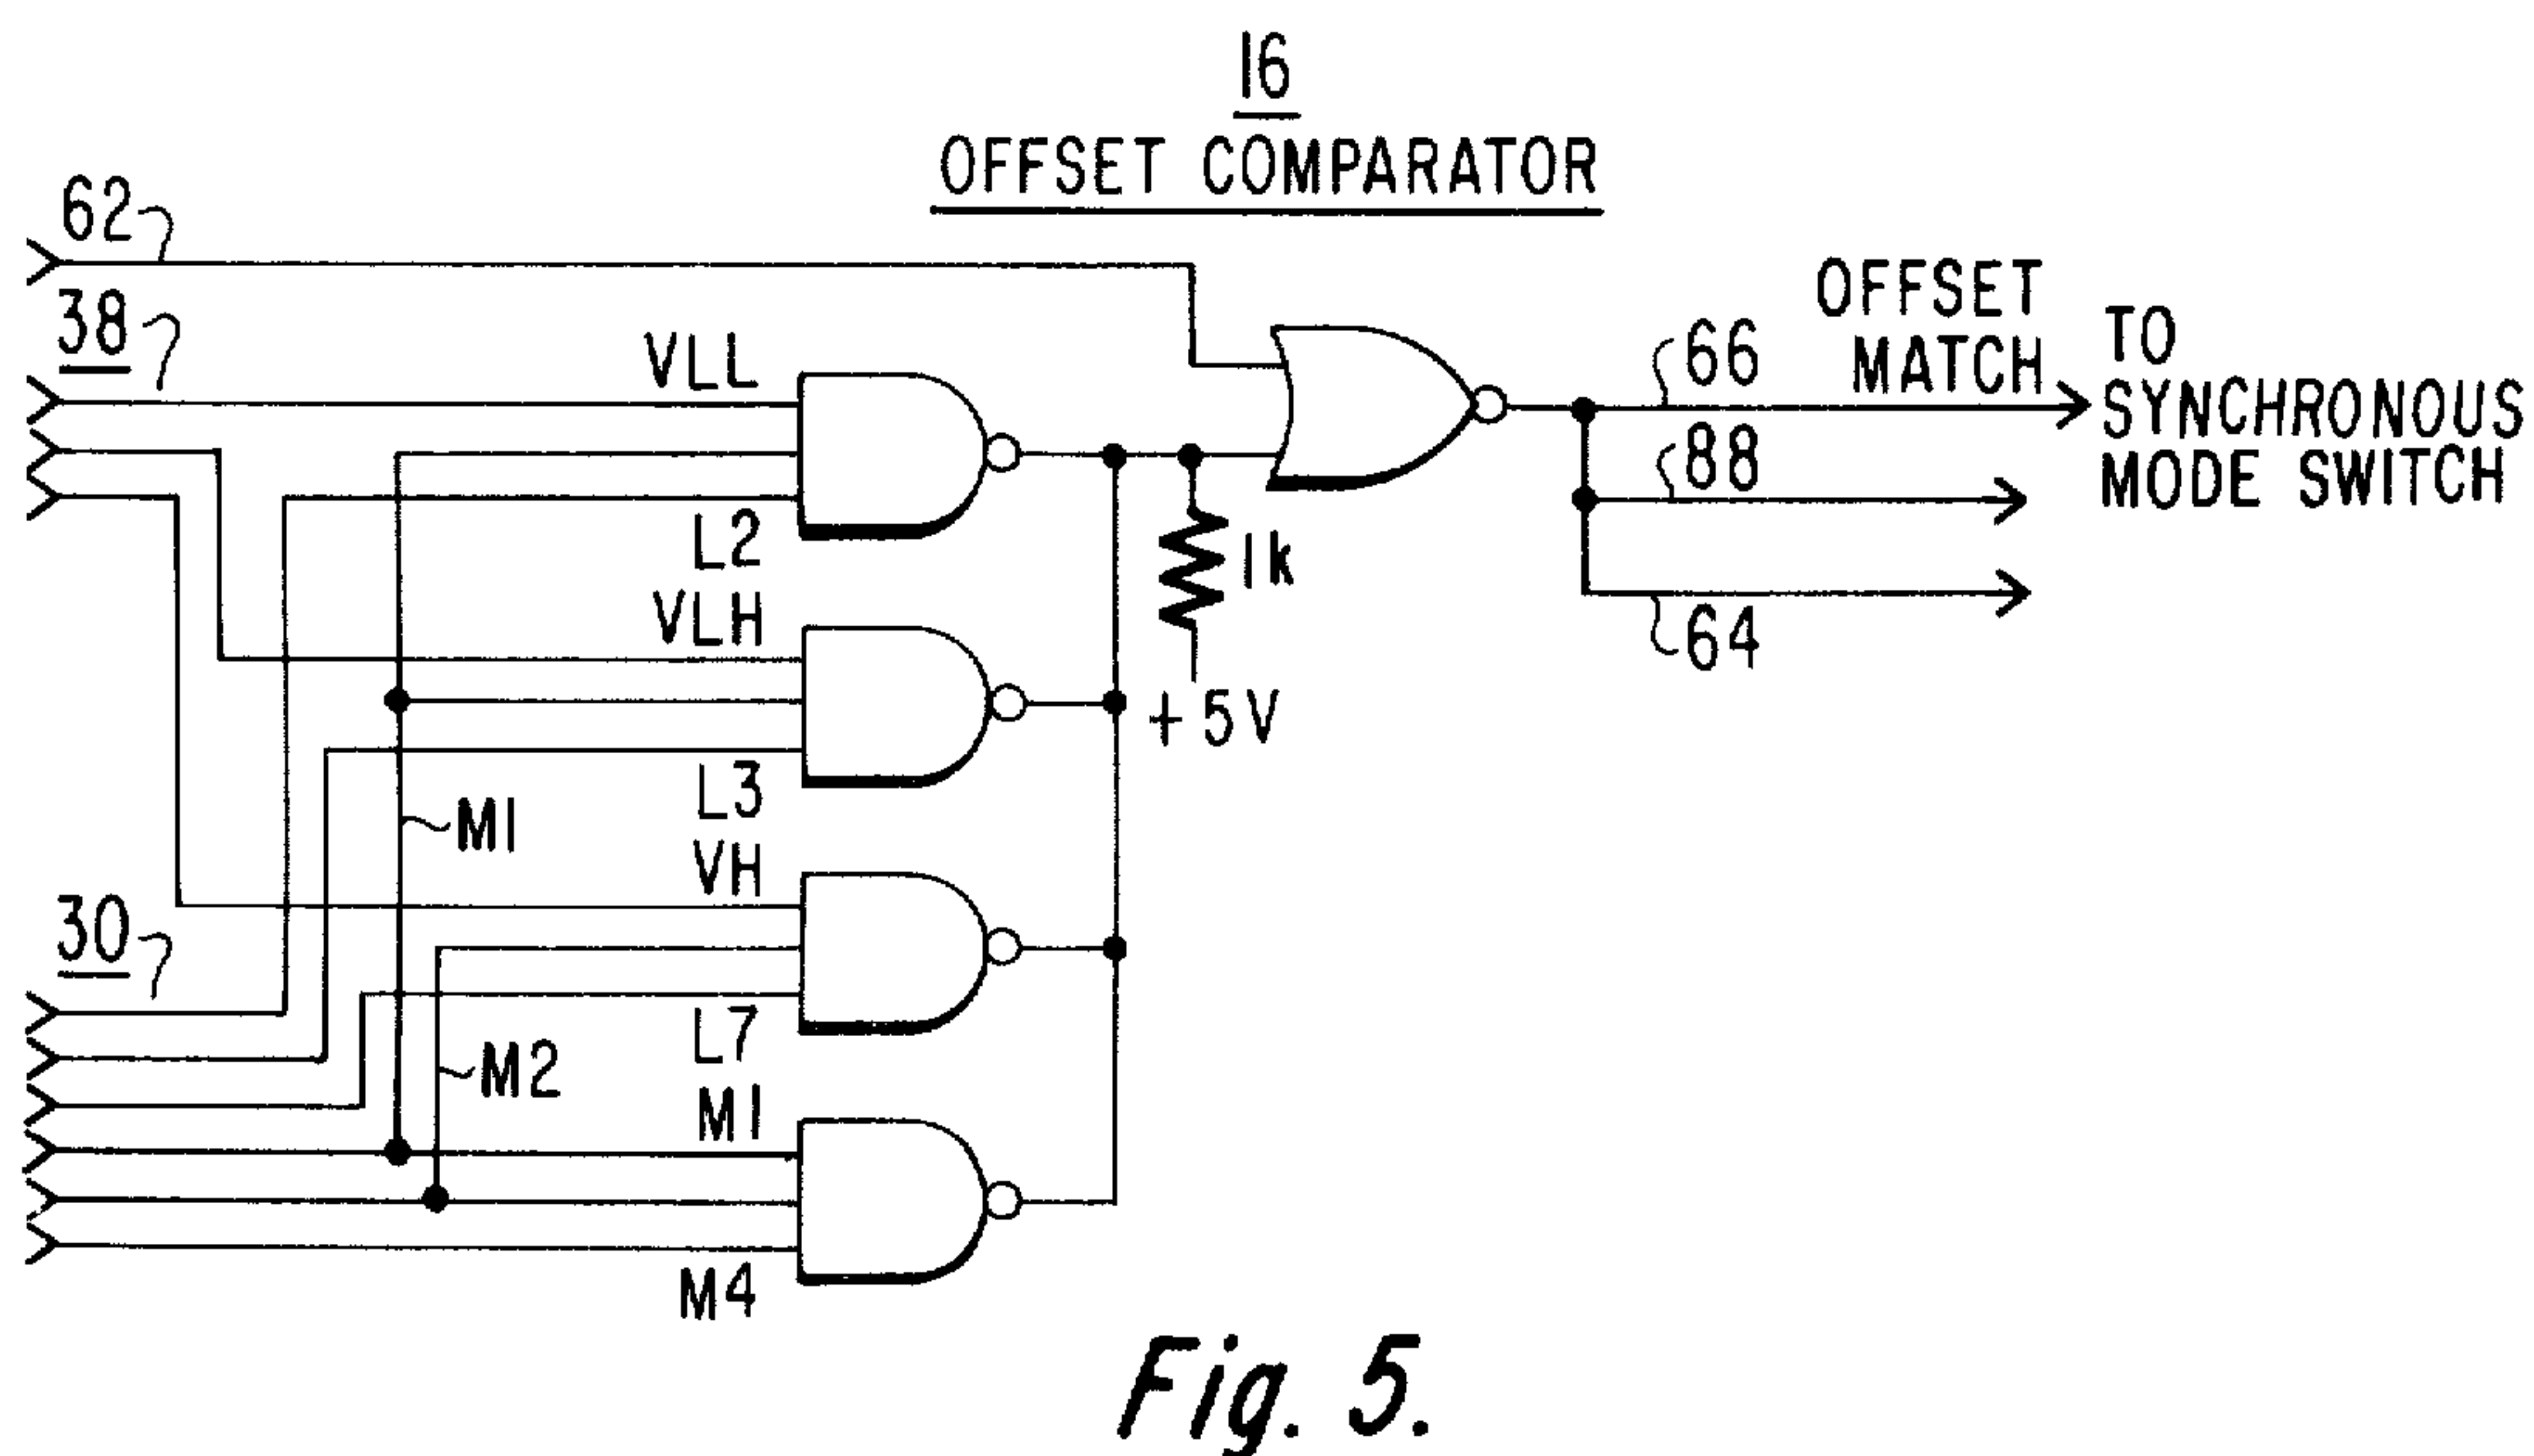 16
OFFSET COMPARATOR
62
38
VLL
L2
VLH
L3
M1
VH
30
L7
M2
M1
M4
1k
+5V
66
OFFSET
MATCH
88
64
TO
SYNCHRONOUS
MODE SWITCH
Fig. 5.